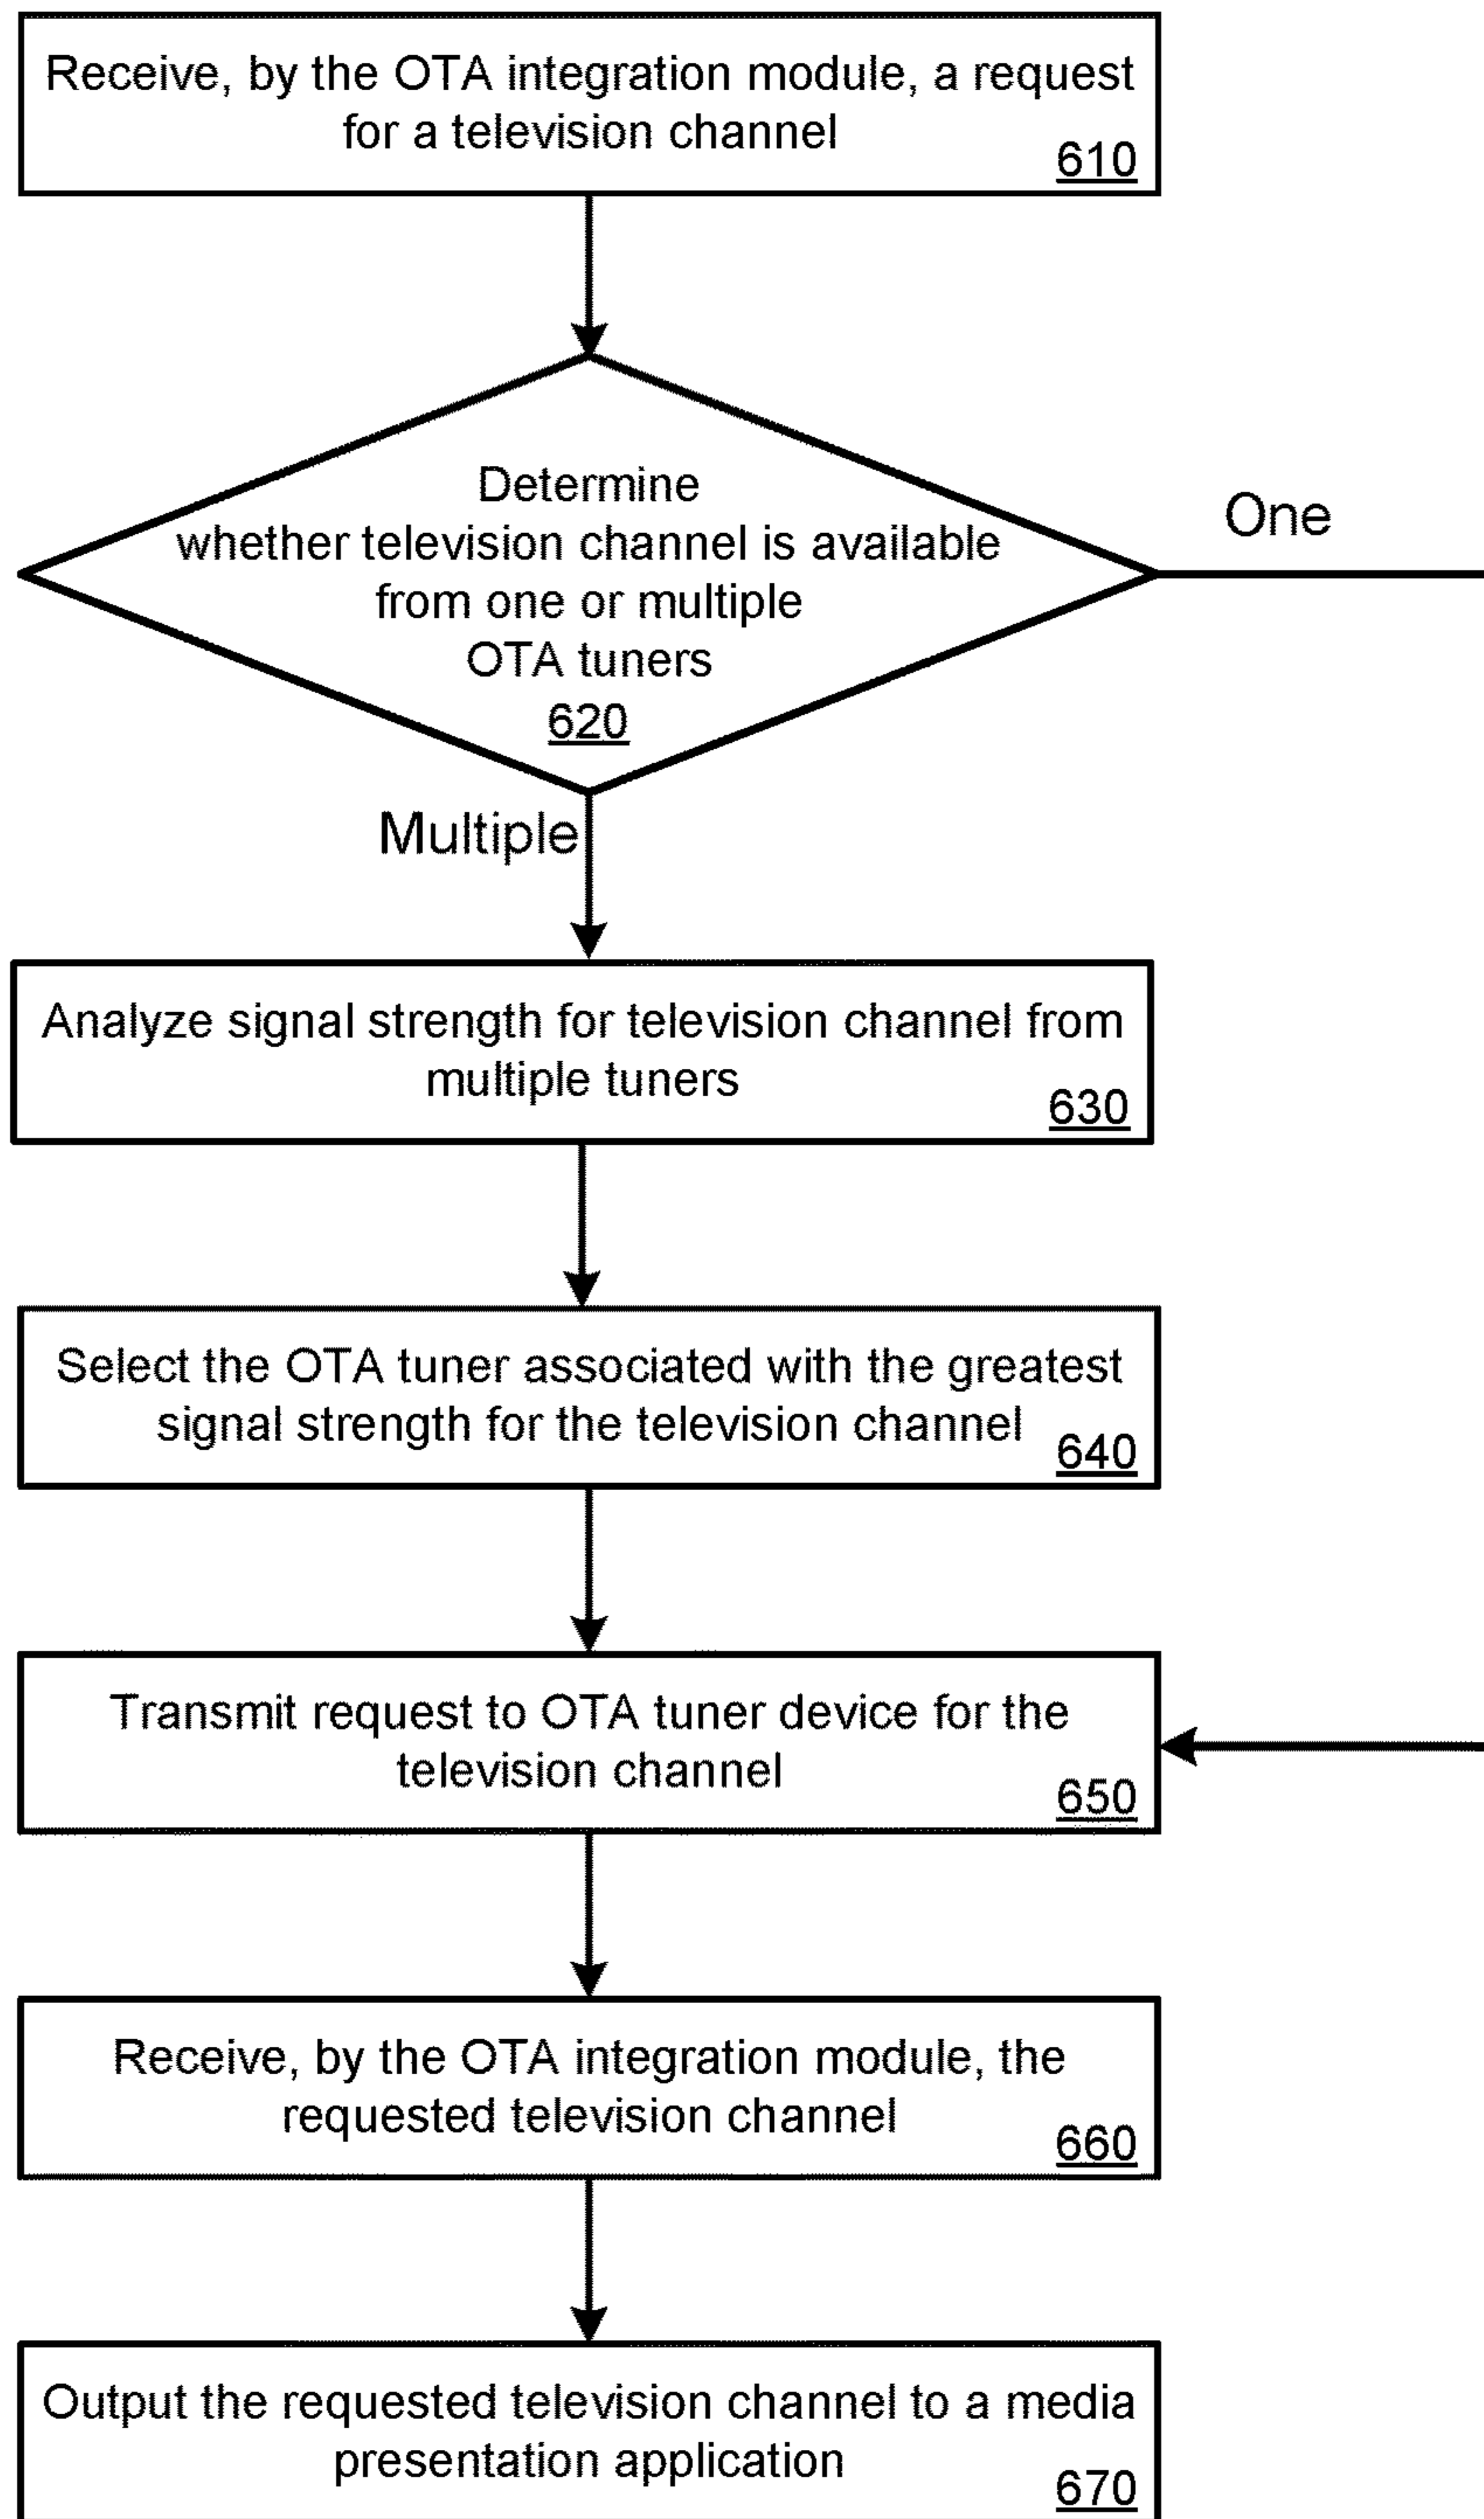 Receive, by the OTA integration module, a request
for a television channel
610
Determine
whether television channel is available
from one or multiple
OTA tuners
620
One
Multiple
Analyze signal strength for television channel from
multiple tuners
630
Select the OTA tuner associated with the greatest
signal strength for the television channel
640
Transmit request to OTA tuner device for the
television channel
650
Receive, by the OTA integration module, the
requested television channel
660
Output the requested television channel to a media
presentation application
670